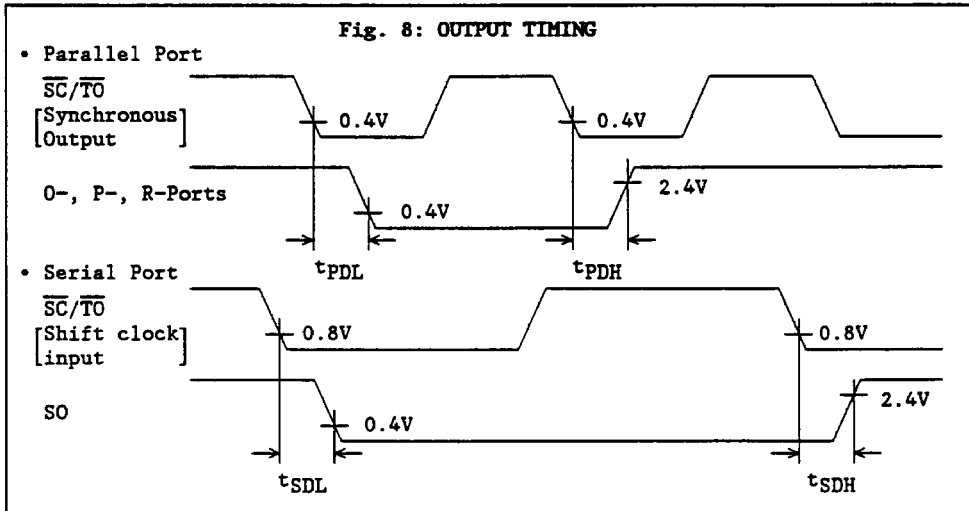 Fig. 8: OUTPUT TIMING
• Parallel Port
SC/TO
[Synchronous Output]
0.4V
0.4V
O-, P-, R-Ports
0.4V
2.4V
tPDL
tPDH
• Serial Port
SC/TO
[Shift clock input]
0.8V
0.8V
SO
0.4V
2.4V
tSDL
tSDH